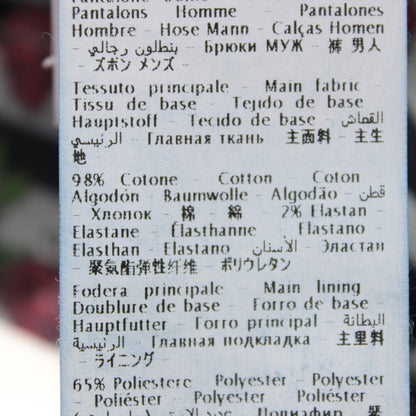 Pantalons Homme - Pantalones
Hombre - Hose Mann - Calças Homen
- بنطلون رجالي - Брюки МУЖ - 裤 男人
- ズボン メンズ -
Tessuto principale - Main fabric
Tissu de base - Tejido de base
Hauptstoff - Tecido de base - القماش
الرئيسي - Главная ткань 主面料 - 主生
地
98% Cotone - Cotton Coton
Algodón - Baumwolle - Algodão - قطن
- Хлопок - 棉 - 綿 2% Elastan -
Elastane - Élasthanne - Elastano
Elasthan - Elastano - الأستان - Эластан
- 聚氨酯弹性纤维 - ポリウレタン
Fodera principale - Main lining
Doublure de base - Forro de base
Hauptfutter - Forro principal - البطانة
الرئيسية - Главная подкладка - 主里料
- ライニング
65% Poliestere - Polyester - Polyester
- Poliéster - Polyester - Poliéster